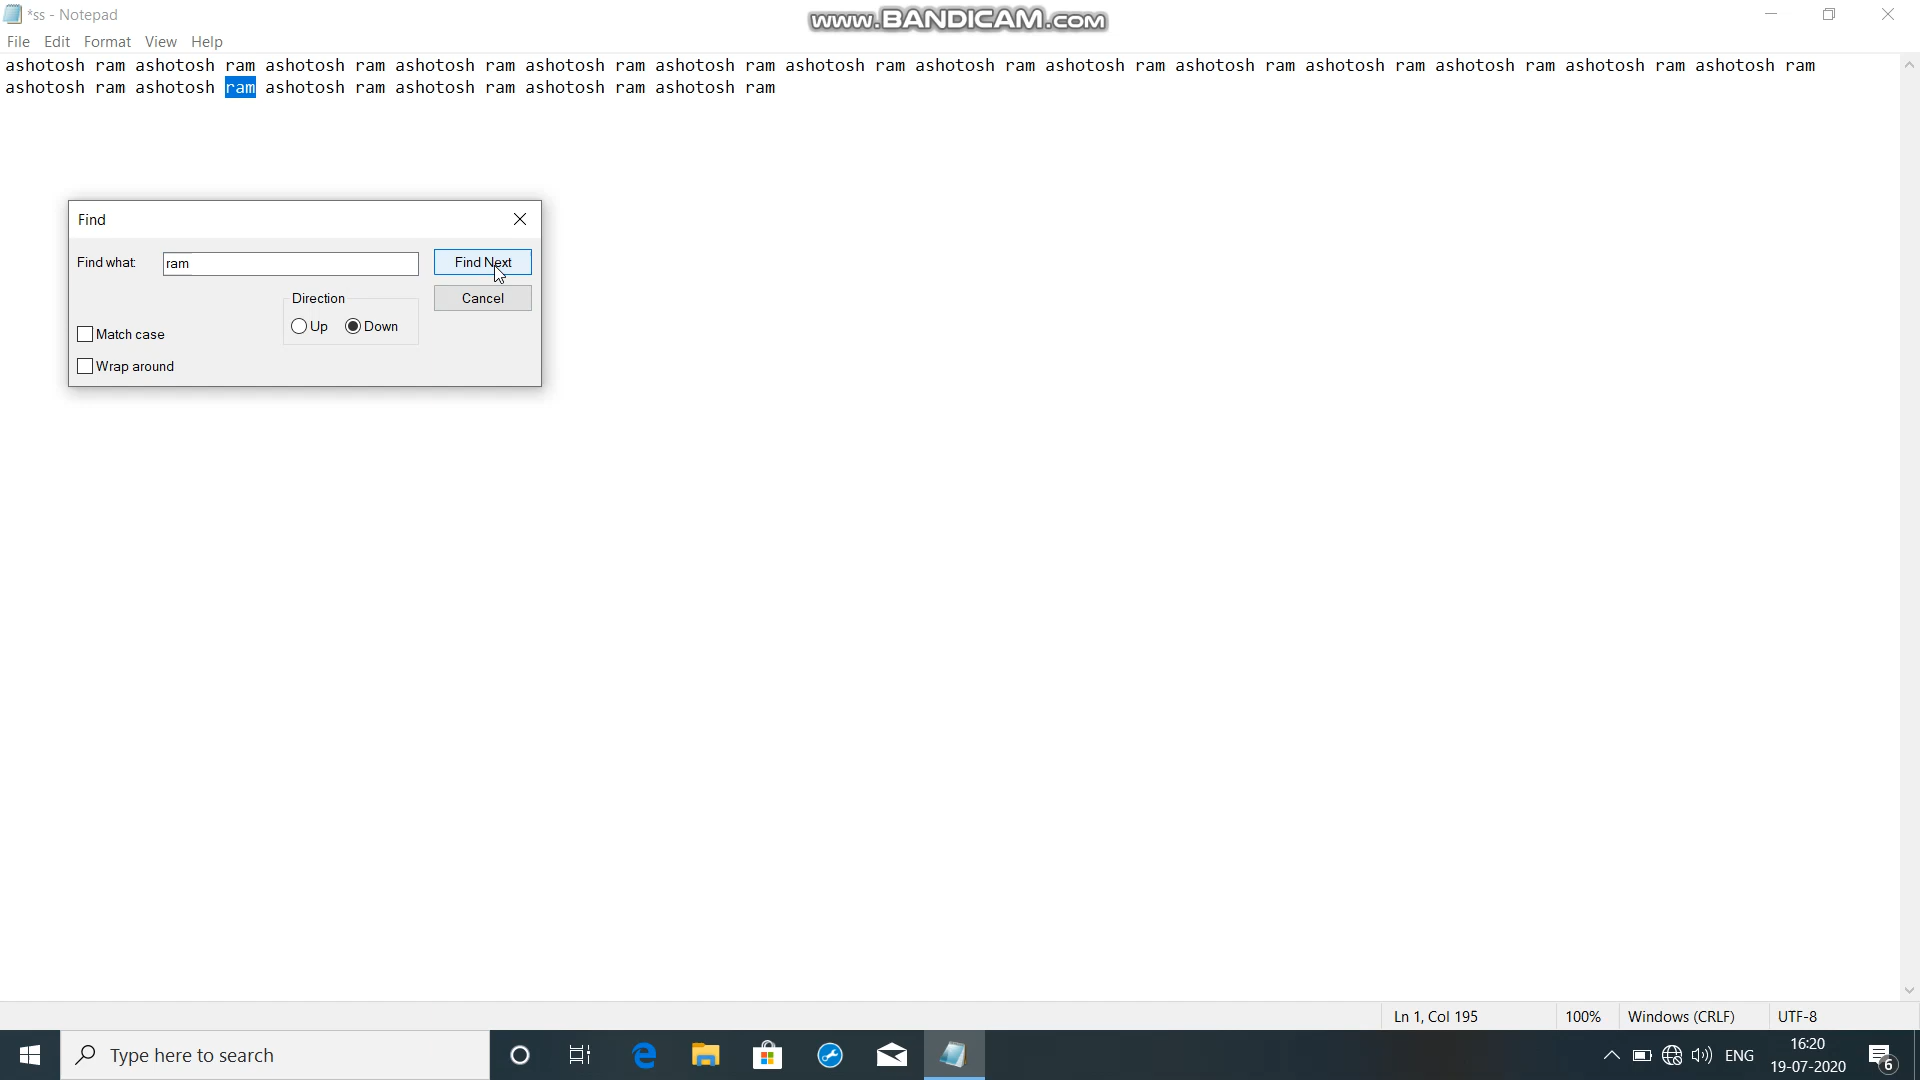 *ss - Notepad
www.BANDICAM.com
File Edit Format View Help
ashotosh ram ashotosh ram ashotosh ram ashotosh ram ashotosh ram ashotosh ram ashotosh ram ashotosh ram ashotosh ram ashotosh ram ashotosh ram ashotosh ram ashotosh ram ashotosh ram
ashotosh ram ashotosh ram ashotosh ram ashotosh ram ashotosh ram ashotosh ram
Find
Find what: ram Find Next
Direction Cancel
Up Down
Match case
Wrap around
Ln 1, Col 195 100% Windows (CRLF) UTF-8
Type here to search ENG 16:20
19-07-2020 6